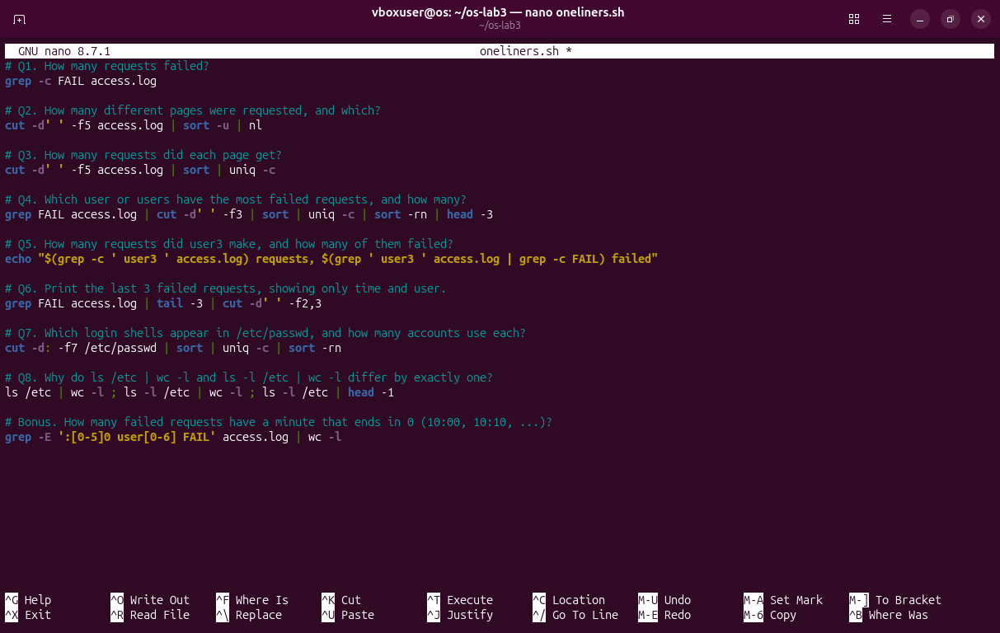 vboxuser@os: ~/os-lab3 — nano oneliners.sh
~/os-lab3
GNU nano 8.7.1 oneliners.sh *
# Q1. How many requests failed?
grep -c FAIL access.log
# Q2. How many different pages were requested, and which?
cut -d' ' -f5 access.log | sort -u | nl
# Q3. How many requests did each page get?
cut -d' ' -f5 access.log | sort | uniq -c
# Q4. Which user or users have the most failed requests, and how many?
grep FAIL access.log | cut -d' ' -f3 | sort | uniq -c | sort -rn | head -3
# Q5. How many requests did user3 make, and how many of them failed?
echo "$(grep -c ' user3 ' access.log) requests, $(grep ' user3 ' access.log | grep -c FAIL) failed"
# Q6. Print the last 3 failed requests, showing only time and user.
grep FAIL access.log | tail -3 | cut -d' ' -f2,3
# Q7. Which login shells appear in /etc/passwd, and how many accounts use each?
cut -d: -f7 /etc/passwd | sort | uniq -c | sort -rn
# Q8. Why do ls /etc | wc -l and ls -l /etc | wc -l differ by exactly one?
ls /etc | wc -l ; ls -l /etc | wc -l ; ls -l /etc | head -1
# Bonus. How many failed requests have a minute that ends in 0 (10:00, 10:10, ...)?
grep -E ':[0-5]0 user[0-6] FAIL' access.log | wc -l
^G Help ^O Write Out ^F Where Is ^K Cut ^T Execute ^C Location M-U Undo M-A Set Mark M-] To Bracket
^X Exit ^R Read File ^\ Replace ^U Paste ^J Justify ^/ Go To Line M-E Redo M-6 Copy ^B Where Was